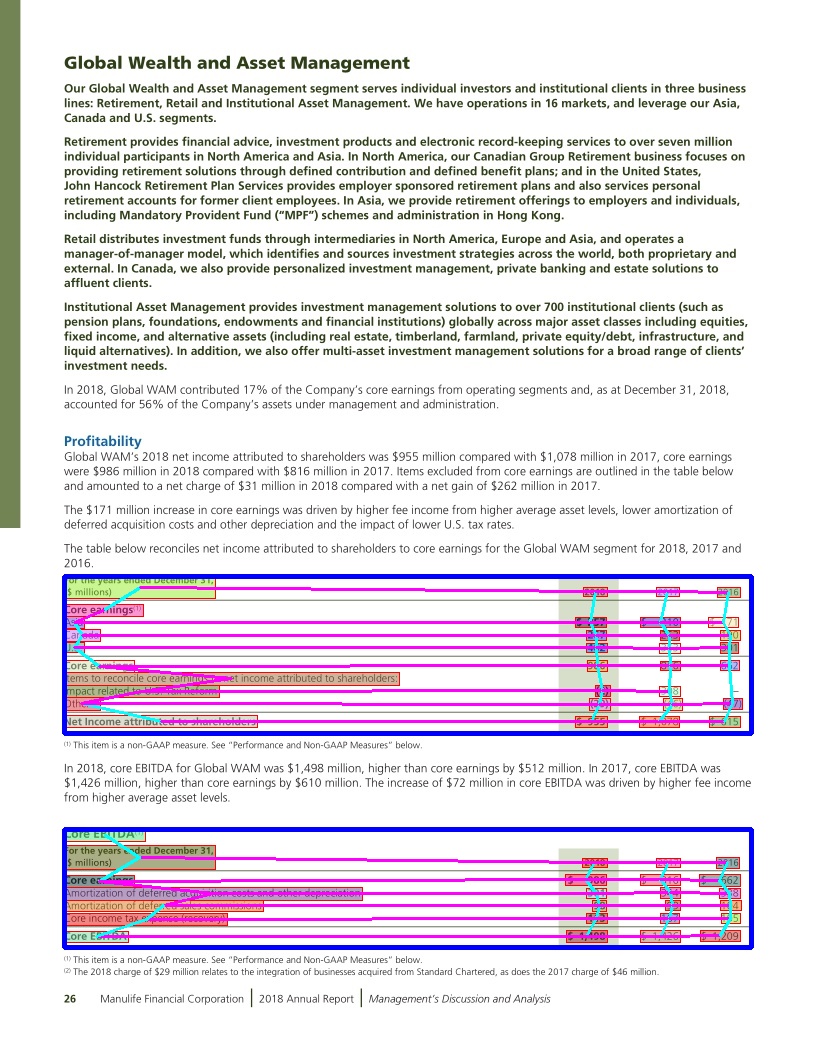 Global Wealth and Asset Management
Our Global Wealth and Asset Management segment serves individual investors and institutional clients in three business
lines: Retirement, Retail and Institutional Asset Management. We have operations in 16 markets, and leverage our Asia,
Canada and U.S. segments.
Retirement provides financial advice, investment products and electronic record-keeping services to over seven million
individual participants in North America and Asia. In North America, our Canadian Group Retirement business focuses on
providing retirement solutions through defined contribution and defined benefit plans; and in the United States,
John Hancock Retirement Plan Services provides employer sponsored retirement plans and also services personal
retirement accounts for former client employees. In Asia, we provide retirement offerings to employers and individuals,
including Mandatory Provident Fund (“MPF”) schemes and administration in Hong Kong.
Retail distributes investment funds through intermediaries in North America, Europe and Asia, and operates a
manager-of-manager model, which identifies and sources investment strategies across the world, both proprietary and
external. In Canada, we also provide personalized investment management, private banking and estate solutions to
affluent clients.
Institutional Asset Management provides investment management solutions to over 700 institutional clients (such as
pension plans, foundations, endowments and financial institutions) globally across major asset classes including equities,
fixed income, and alternative assets (including real estate, timberland, farmland, private equity/debt, infrastructure, and
liquid alternatives). In addition, we also offer multi-asset investment management solutions for a broad range of clients’
investment needs.
In 2018, Global WAM contributed 17% of the Company’s core earnings from operating segments and, as at December 31, 2018,
accounted for 56% of the Company’s assets under management and administration.
Profitability
Global WAM’s 2018 net income attributed to shareholders was $955 million compared with $1,078 million in 2017, core earnings
were $986 million in 2018 compared with $816 million in 2017. Items excluded from core earnings are outlined in the table below
and amounted to a net charge of $31 million in 2018 compared with a net gain of $262 million in 2017.
The $171 million increase in core earnings was driven by higher fee income from higher average asset levels, lower amortization of
deferred acquisition costs and other depreciation and the impact of lower U.S. tax rates.
The table below reconciles net income attributed to shareholders to core earnings for the Global WAM segment for 2018, 2017 and
2016.
For the years ended December 31,
$ millions) 2018 2017 2016
Core earnings(1)
Asia
Canada
U.S.
Core earnings
Items to reconcile core earnings to net income attributed to shareholders:
Impact related to U.S. Tax Reform
Other
Net Income attributed to shareholders $ 955 $ 1,078
(1) This item is a non-GAAP measure. See “Performance and Non-GAAP Measures” below.
In 2018, core EBITDA for Global WAM was $1,498 million, higher than core earnings by $512 million. In 2017, core EBITDA was
$1,426 million, higher than core earnings by $610 million. The increase of $72 million in core EBITDA was driven by higher fee income
from higher average asset levels.
Core EBITDA(1)
For the years ended December 31,
$ millions) 2018 2017 2016
Core earnings $ 986 $ 816 $ 662
Amortization of deferred acquisition costs and other depreciation
Amortization of deferred sales commissions
Core income tax expense (recovery)
Core EBITDA $ 1,498 $ 1,426 $ 1,209
(1) This item is a non-GAAP measure. See “Performance and Non-GAAP Measures” below.
(2) The 2018 charge of $29 million relates to the integration of businesses acquired from Standard Chartered, as does the 2017 charge of $46 million.
26 Manulife Financial Corporation 2018 Annual Report Management’s Discussion and Analysis